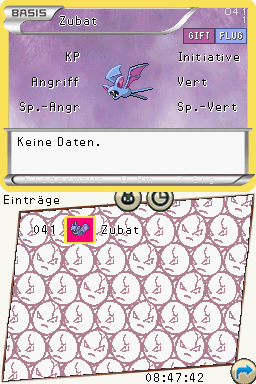 BASIS
Zubat
041
1
GIFT FLUG
KP
Initiative
Angriff
Vert
Sp.-Angr
Sp.-Vert
Keine Daten.
Einträge
041 Zubat
08:47:42